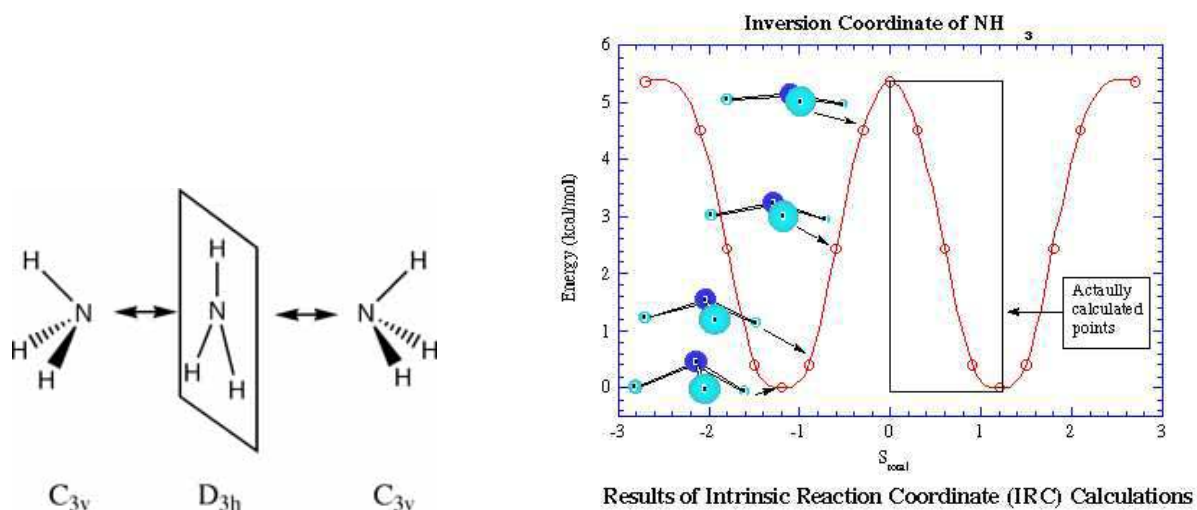 H
N
H
H
H
N
H
H
H
N
H
H
C3v
D3h
C3v
Inversion Coordinate of NH3
Energy (kcal/mol)
6
5
4
3
2
1
0
Actaully
calculated
points
-3 -2 -1 0 1 2 3
Stotal
Results of Intrinsic Reaction Coordinate (IRC) Calculations